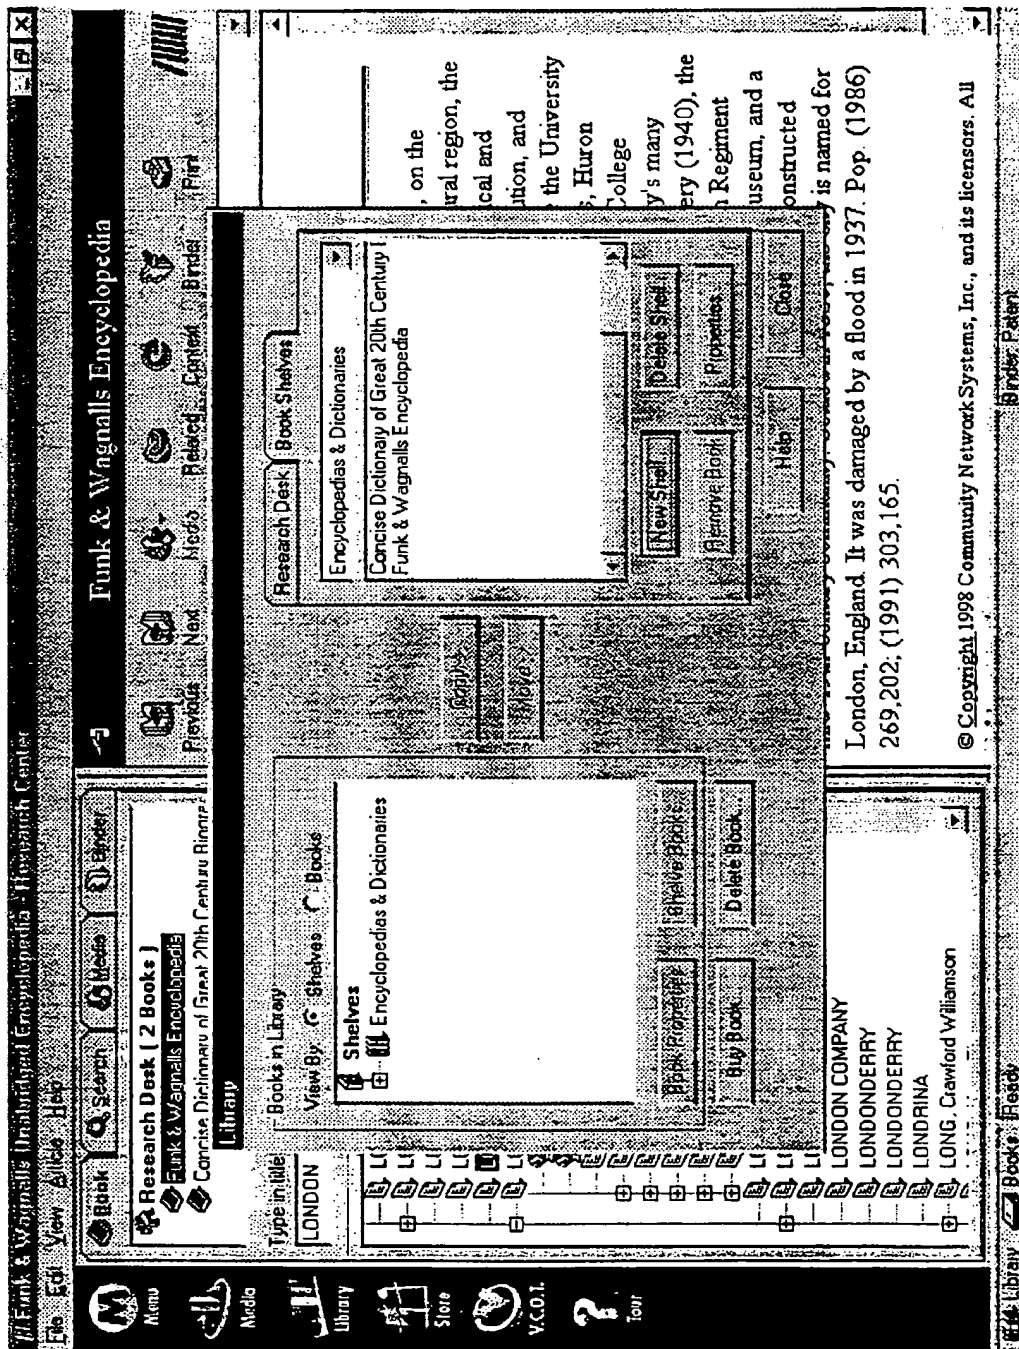 Funk & Wagnalls Unabridged Encyclopedia - Research Center
File Edit View Article Help
Menu
Media
Library
Store
V.C.O.T.
Tour
Book
Search
Media
Binder
Research Desk ( 2 Books )
Funk & Wagnalls Encyclopedia
Concise Dictionary of Great 20th Century Biograp
Type in title
LONDON
LONDON COMPANY
LONDONDERRY
LONDONDERRY
LONDRINA
LONG, Crawford Williamson
Funk & Wagnalls Encyclopedia
Previous
Next
Media
Related
Context
Binder
Print
Library
Books in Library
View By:
Shelves
Books
Shelves
Encyclopedias & Dictionaries
Book Properties
Shelve Books...
Buy Book...
Delete Book...
Copy >
Move >
Research Desk
Book Shelves
Encyclopedias & Dictionaries
Concise Dictionary of Great 20th Century
Funk & Wagnalls Encyclopedia
New Shelf...
Delete Shelf...
Remove Book
Properties...
Help
Close
, on the
ural region, the
cal and
ution, and
the University
s, Huron
College
y's many
ery (1940), the
n Regiment
useum, and a
onstructed
y is named for
London, England. It was damaged by a flood in 1937. Pop. (1986)
269,202; (1991) 303,165.
© Copyright 1998 Community Network Systems, Inc., and its licensors. All
Library
Books: Ready
Binder: Patent